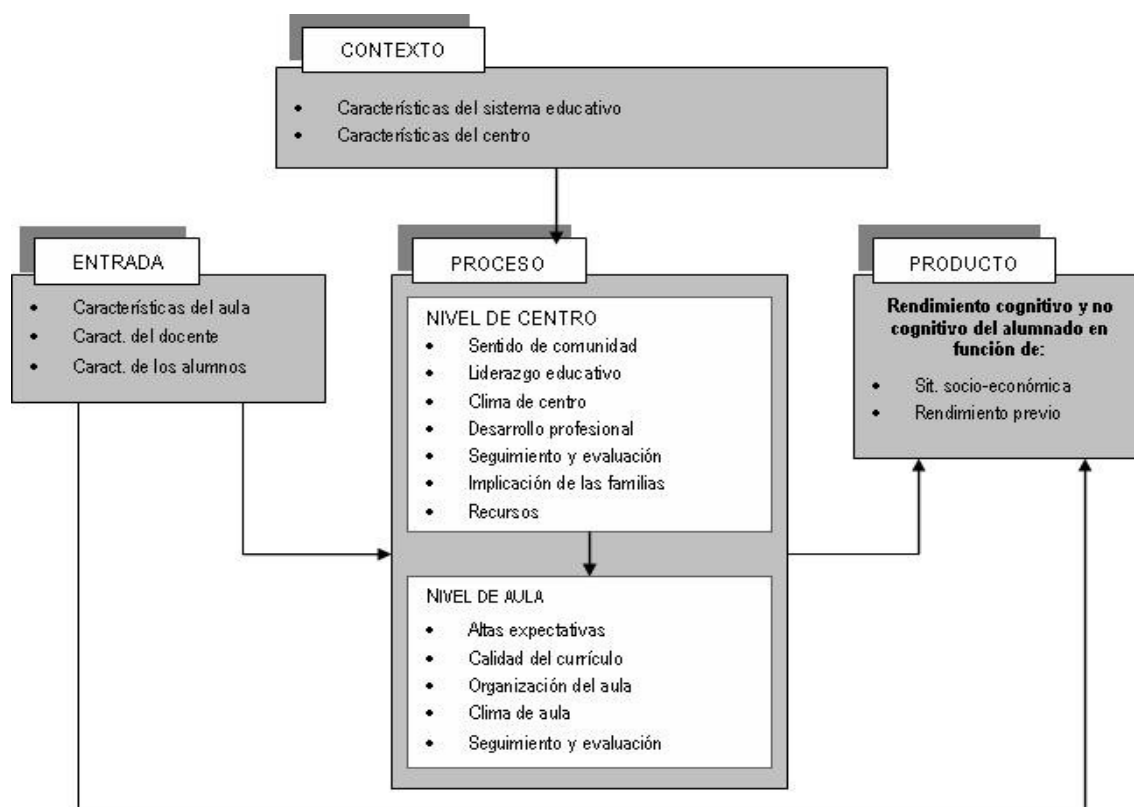 CONTEXTO
• Características del sistema educativo
• Características del centro
ENTRADA
• Características del aula
• Caract. del docente
• Caract. de los alumnos
PROCESO
NIVEL DE CENTRO
• Sentido de comunidad
• Liderazgo educativo
• Clima de centro
• Desarrollo profesional
• Seguimiento y evaluación
• Implicación de las familias
• Recursos
NIVEL DE AULA
• Altas expectativas
• Calidad del currículo
• Organización del aula
• Clima de aula
• Seguimiento y evaluación
PRODUCTO
Rendimiento cognitivo y no
cognitivo del alumnado en
función de:
• Sit. socio-económica
• Rendimiento previo